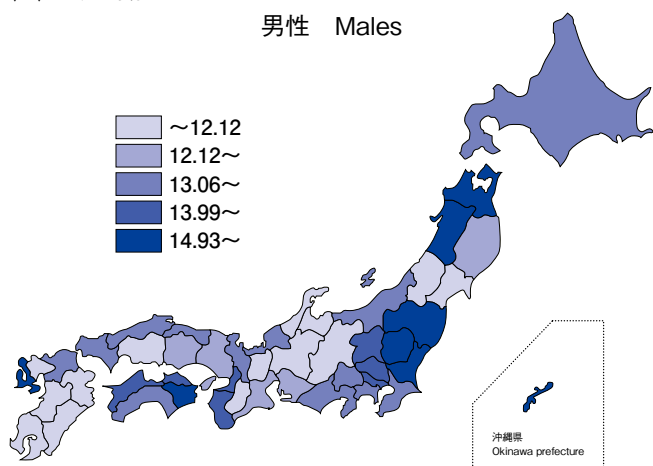 男性　Males
～12.12
12.12～
13.06～
13.99～
14.93～
沖縄県
Okinawa prefecture